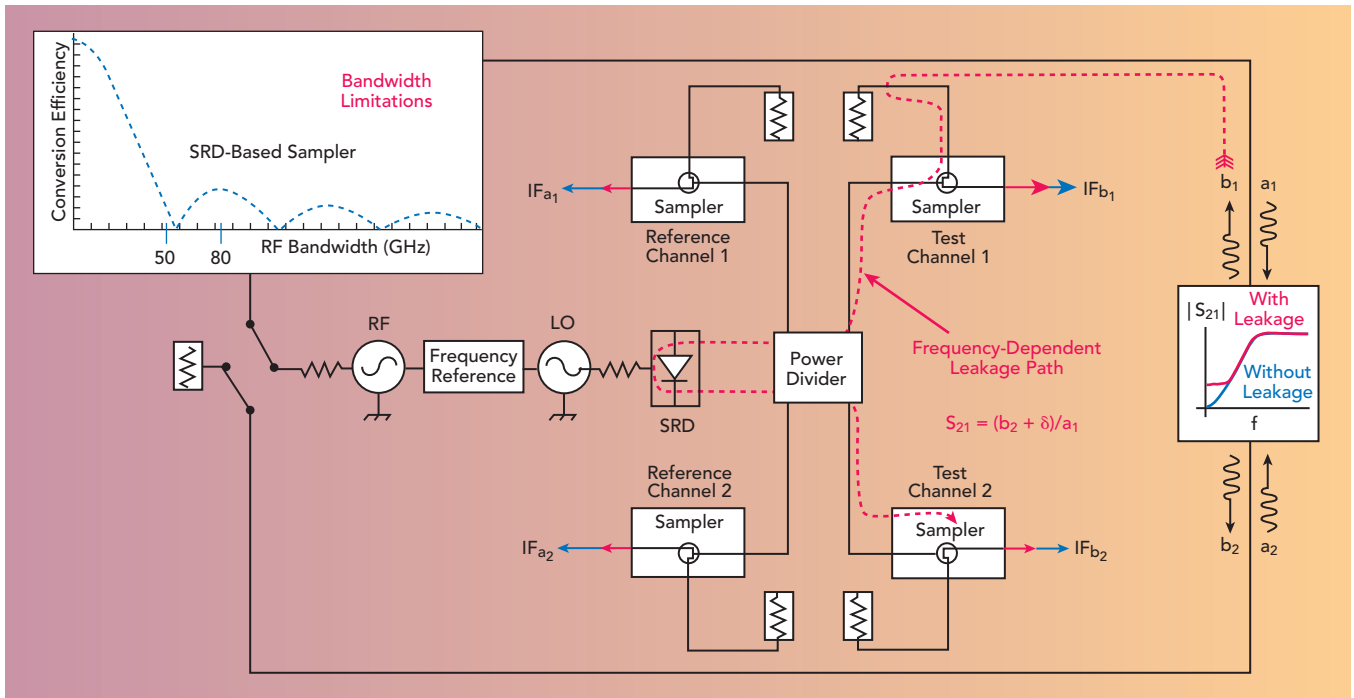 Conversion Efficiency
Bandwidth
Limitations
SRD-Based Sampler
RF Bandwidth (GHz)
50
80
IFa1
Sampler
Reference
Channel 1
Sampler
Test
Channel 1
IFb1
b1
a1
RF
Frequency
Reference
LO
SRD
Power
Divider
Frequency-Dependent
Leakage Path
S21 = (b2 + δ)/a1
|S21|
With
Leakage
Without
Leakage
f
Reference
Channel 2
Sampler
IFa2
Test
Channel 2
Sampler
IFb2
b2
a2